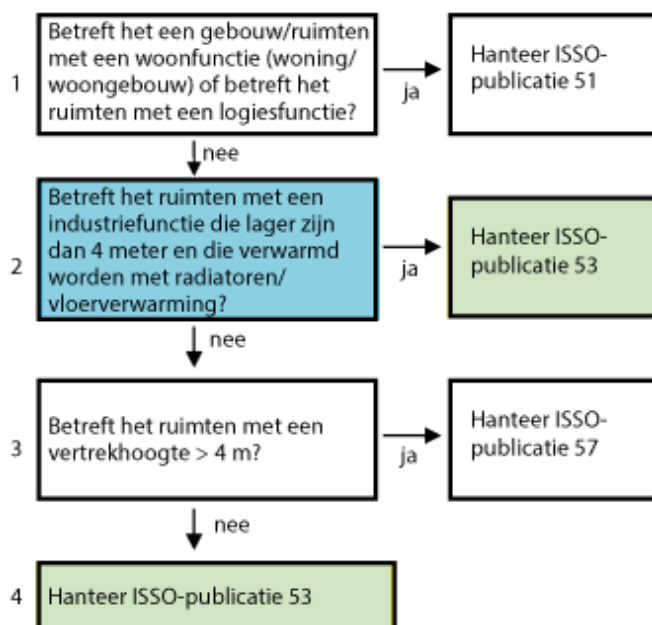 1
Betreft het een gebouw/ruimten
met een woonfunctie (woning/
woongebouw) of betreft het
ruimten met een logiesfunctie?
ja
Hanteer ISSO-
publicatie 51
nee
2
Betreft het ruimten met een
industriefunctie die lager zijn
dan 4 meter en die verwarmd
worden met radiatoren/
vloerverwarming?
ja
Hanteer ISSO-
publicatie 53
nee
3
Betreft het ruimten met een
vertrekhoogte > 4 m?
ja
Hanteer ISSO-
publicatie 57
nee
4
Hanteer ISSO-publicatie 53